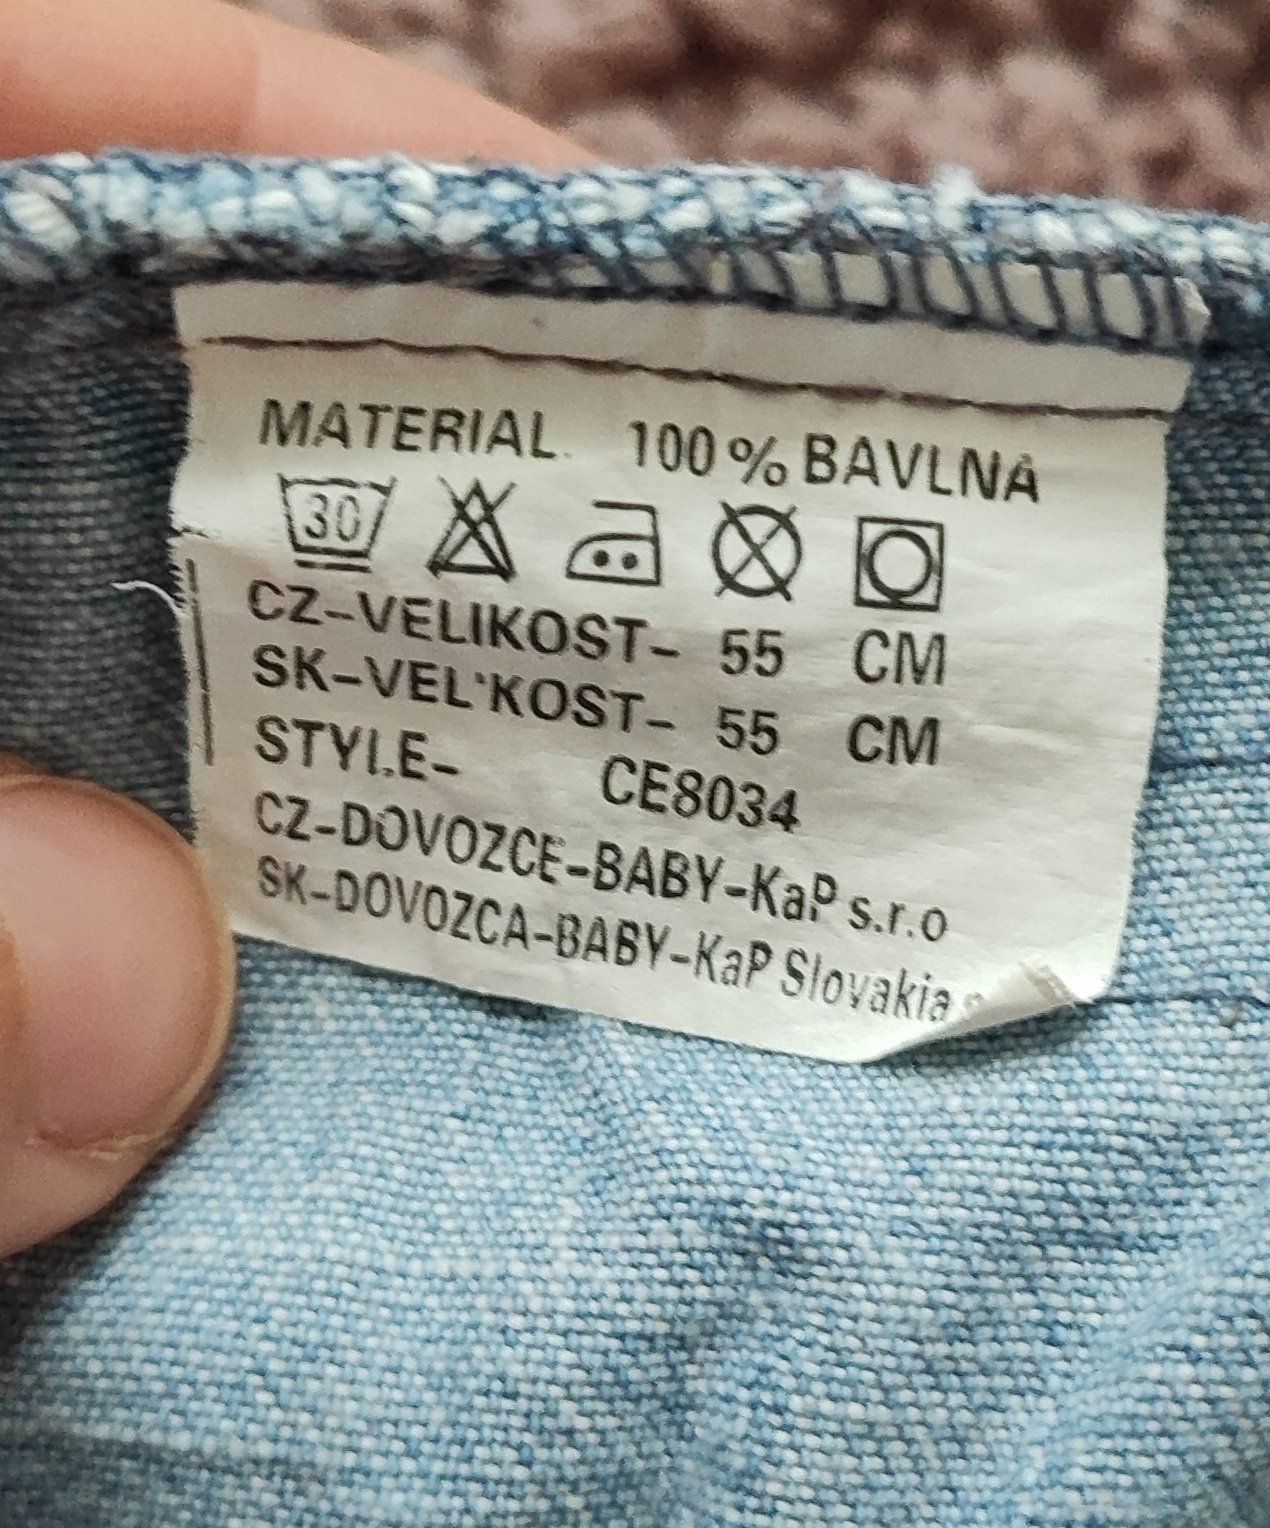 MATERIAL. 100% BAVLNA
30
CZ-VELIKOST- 55 CM
SK-VEL'KOST- 55 CM
STYLE- CE8034
CZ-DOVOZCE-BABY-KaP s.r.o
SK-DOVOZCA-BABY-KaP Slovakia